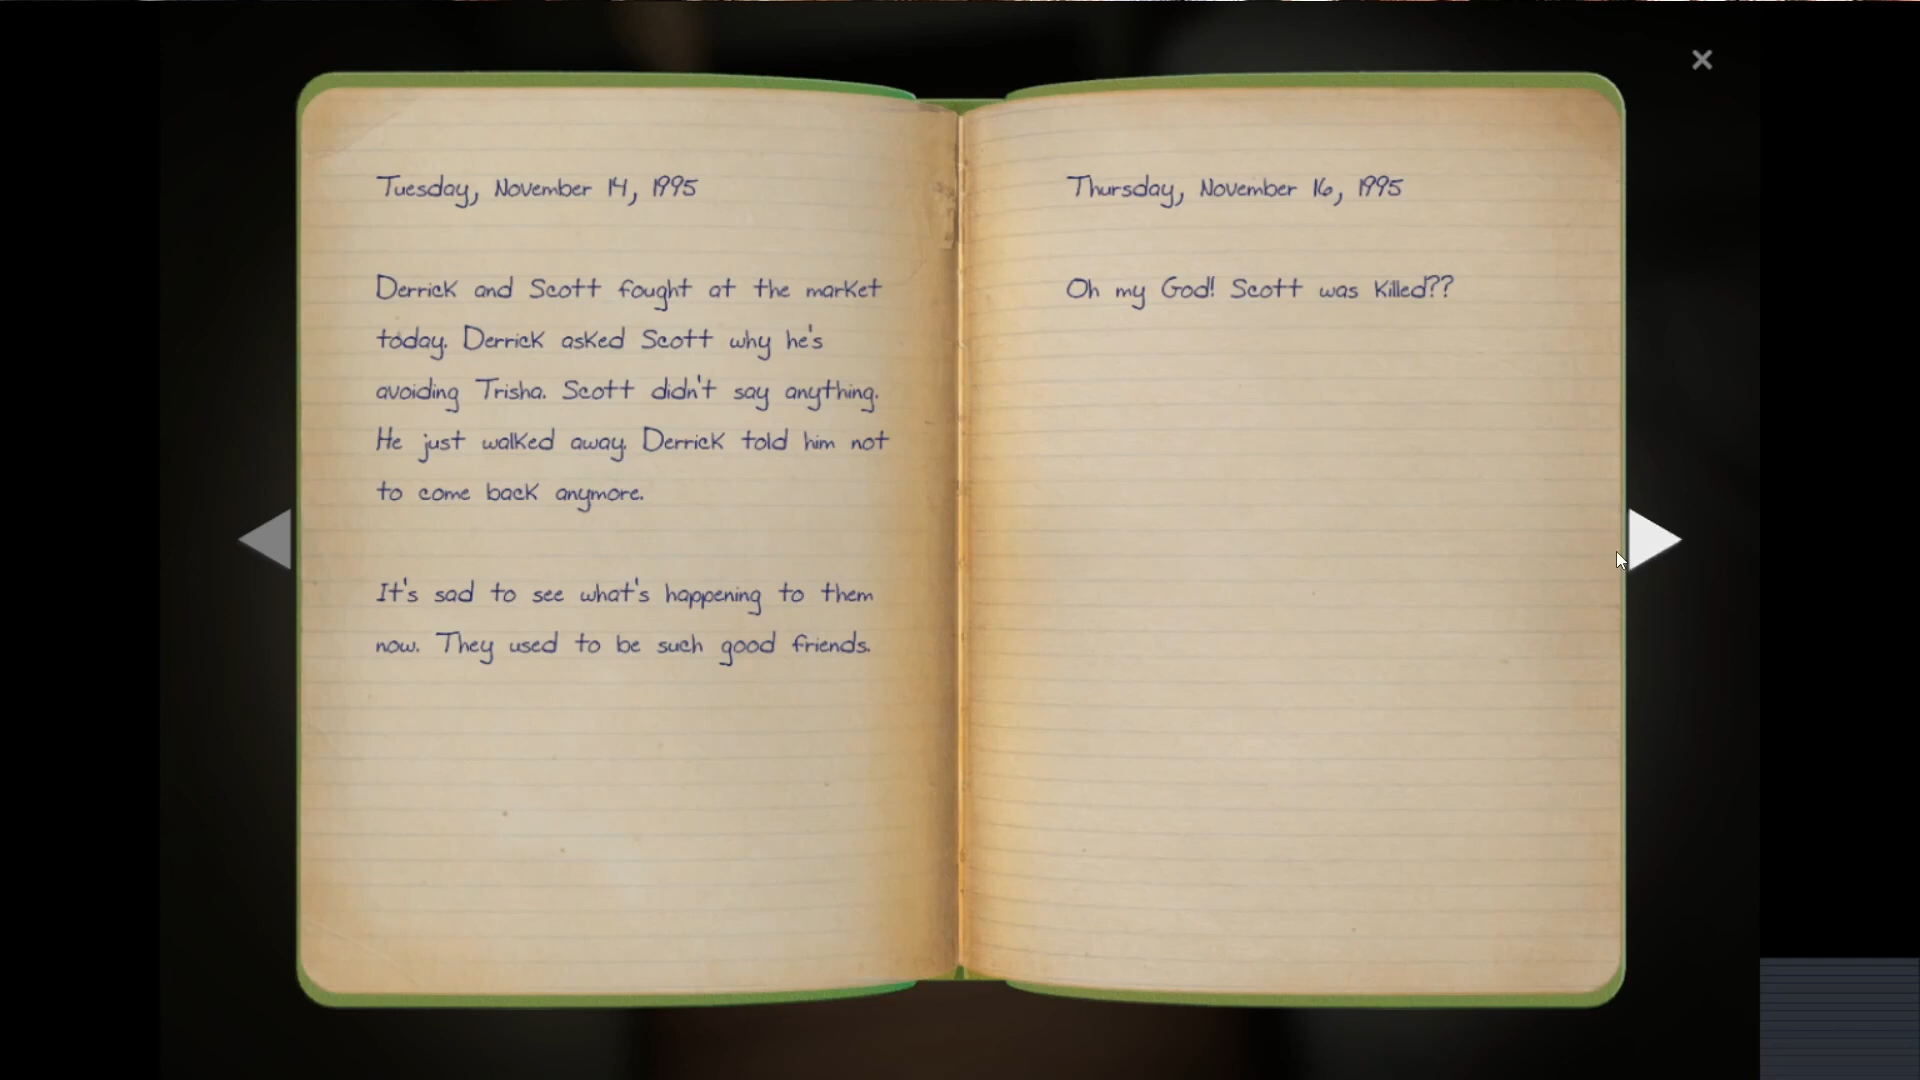 Tuesday, November 14, 1995
Derrick and Scott fought at the market
today. Derrick asked Scott why he's
avoiding Trisha. Scott didn't say anything.
He just walked away. Derrick told him not
to come back anymore.
It's sad to see what's happening to them
now. They used to be such good friends.
Thursday, November 16, 1995
Oh my God! Scott was killed??